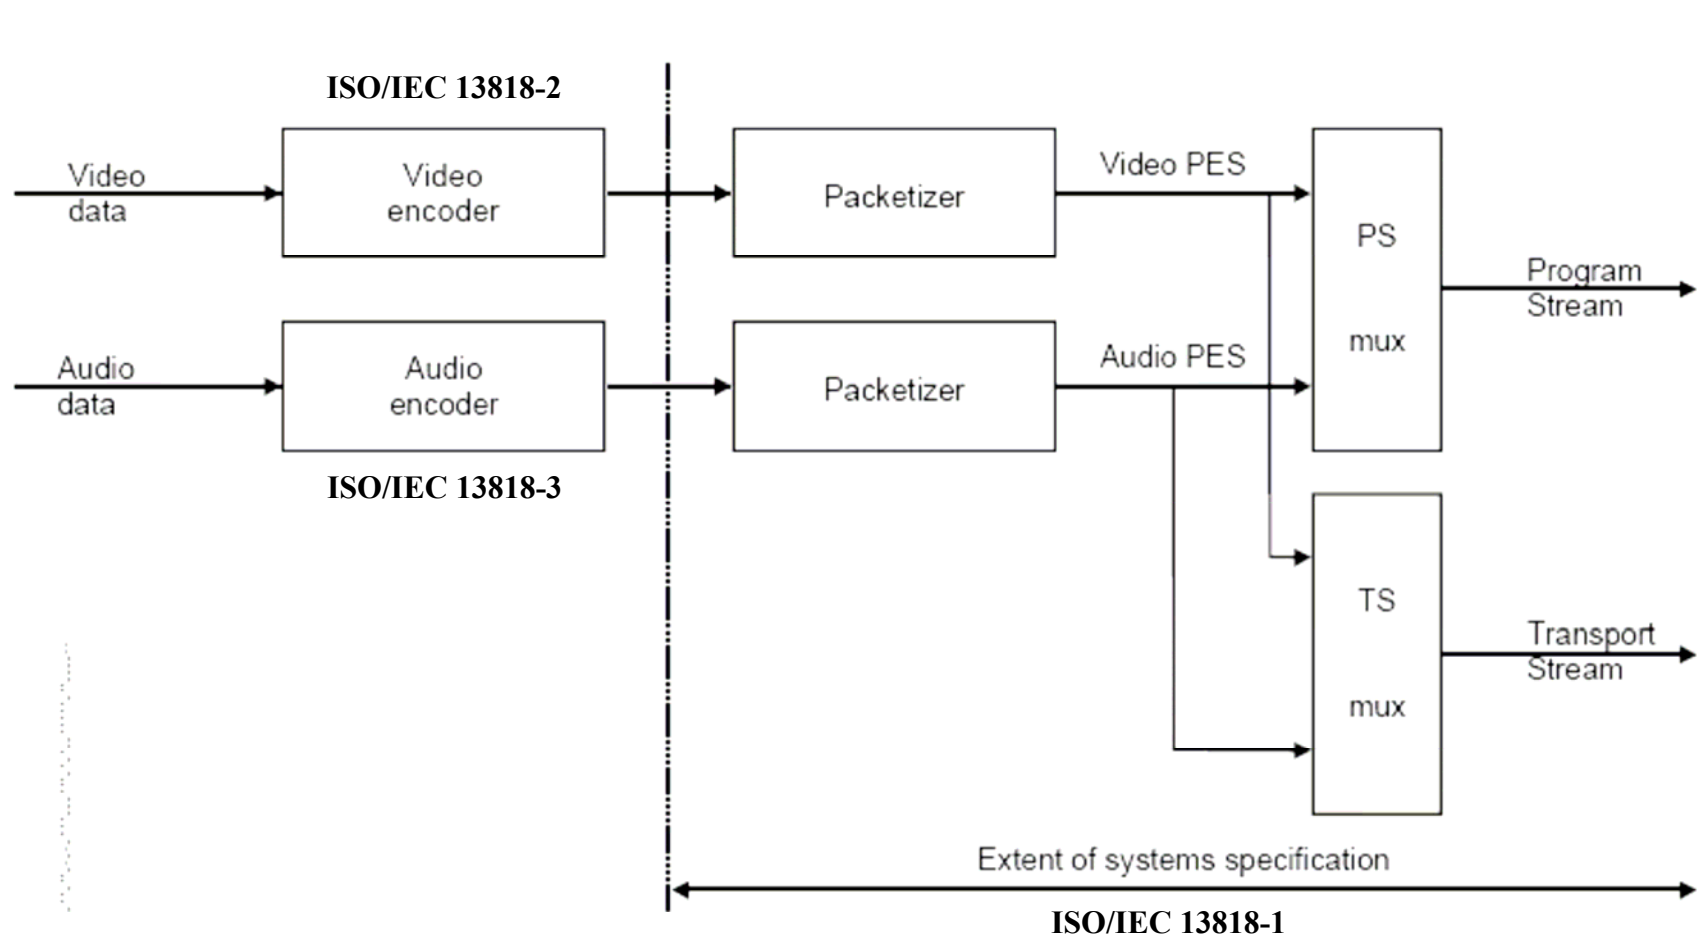 ISO/IEC 13818-2
Video
data
Video
encoder
Packetizer
Video PES
PS
mux
Program
Stream
Audio
data
Audio
encoder
Packetizer
Audio PES
ISO/IEC 13818-3
TS
mux
Transport
Stream
Extent of systems specification
ISO/IEC 13818-1